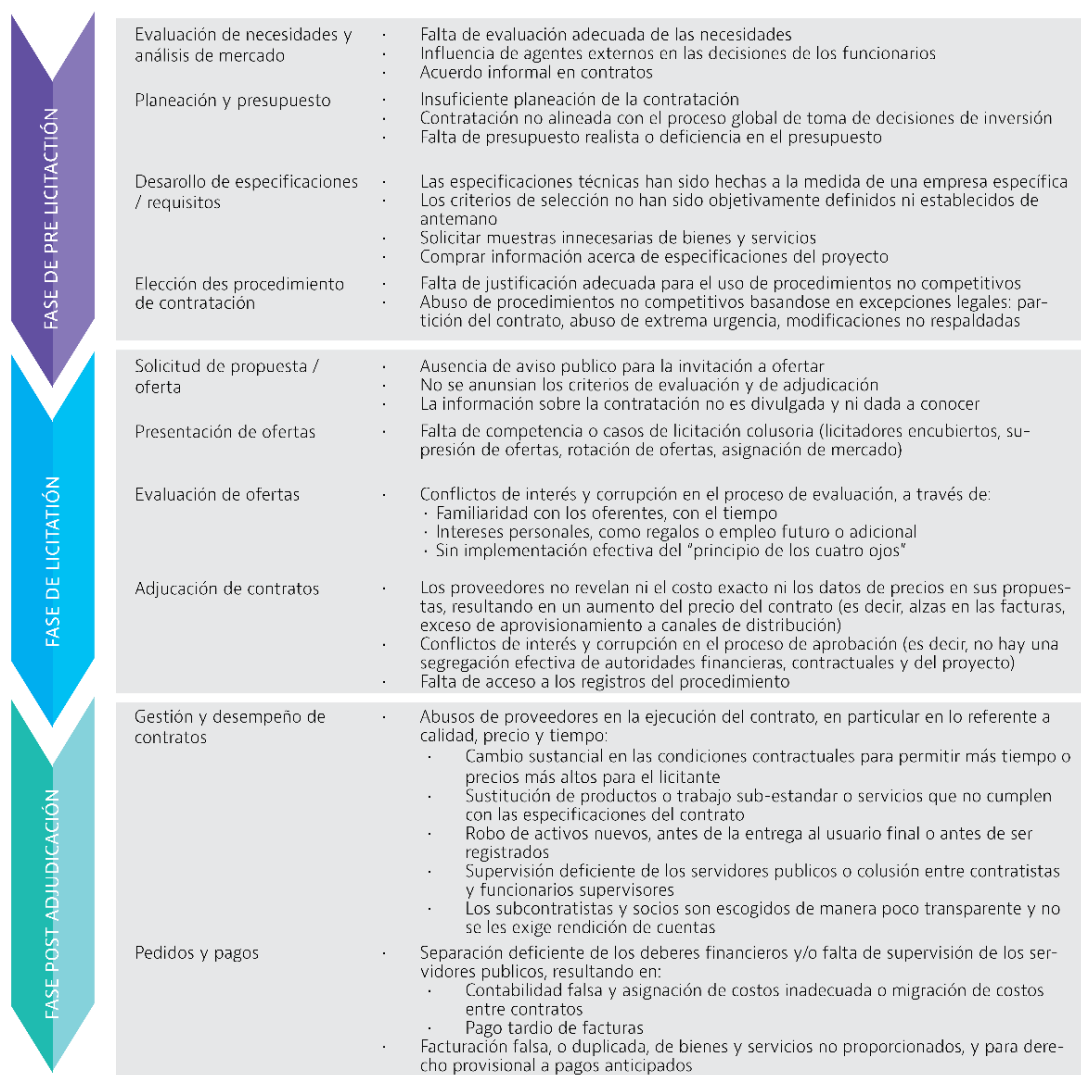 FASE DE PRE LICITACTIÓN
Evaluación de necesidades y
análisis de mercado
· Falta de evaluación adecuada de las necesidades
· Influencia de agentes externos en las decisiones de los funcionarios
· Acuerdo informal en contratos
Planeación y presupuesto
· Insuficiente planeación de la contratación
· Contratación no alineada con el proceso global de toma de decisiones de inversión
· Falta de presupuesto realista o deficiencia en el presupuesto
Desarollo de especificaciones
/ requisitos
· Las especificaciones técnicas han sido hechas a la medida de una empresa específica
· Los criterios de selección no han sido objetivamente definidos ni establecidos de
antemano
· Solicitar muestras innecesarias de bienes y servicios
· Comprar información acerca de especificaciones del proyecto
Elección des procedimiento
de contratación
· Falta de justificación adecuada para el uso de procedimientos no competitivos
· Abuso de procedimientos no competitivos basandose en excepciones legales: par-
tición del contrato, abuso de extrema urgencia, modificaciones no respaldadas
FASE DE LICITATIÓN
Solicitud de propuesta /
oferta
· Ausencia de aviso publico para la invitación a ofertar
· No se anunsian los criterios de evaluación y de adjudicación
· La información sobre la contratación no es divulgada y ni dada a conocer
Presentación de ofertas
· Falta de competencia o casos de licitación colusoria (licitadores encubiertos, su-
presión de ofertas, rotación de ofertas, asignación de mercado)
Evaluación de ofertas
· Conflictos de interés y corrupción en el proceso de evaluación, a través de:
· Familiaridad con los oferentes, con el tiempo
· Intereses personales, como regalos o empleo futuro o adicional
· Sin implementación efectiva del "principio de los cuatro ojos"
Adjucación de contratos
· Los proveedores no revelan ni el costo exacto ni los datos de precios en sus propues-
tas, resultando en un aumento del precio del contrato (es decir, alzas en las facturas,
exceso de aprovisionamiento a canales de distribución)
· Conflictos de interés y corrupción en el proceso de aprobación (es decir, no hay una
segregación efectiva de autoridades financieras, contractuales y del proyecto)
· Falta de acceso a los registros del procedimiento
FASE POST ADJUDICACIÓN
Gestión y desempeño de
contratos
· Abusos de proveedores en la ejecución del contrato, en particular en lo referente a
calidad, precio y tiempo:
· Cambio sustancial en las condiciones contractuales para permitir más tiempo o
precios más altos para el licitante
· Sustitución de productos o trabajo sub-estandar o servicios que no cumplen
con las especificaciones del contrato
· Robo de activos nuevos, antes de la entrega al usuario final o antes de ser
registrados
· Supervisión deficiente de los servidores publicos o colusión entre contratistas
y funcionarios supervisores
· Los subcontratistas y socios son escogidos de manera poco transparente y no
se les exige rendición de cuentas
Pedidos y pagos
· Separación deficiente de los deberes financieros y/o falta de supervisión de los ser-
vidores publicos, resultando en:
· Contabilidad falsa y asignación de costos inadecuada o migración de costos
entre contratos
· Pago tardio de facturas
· Facturación falsa, o duplicada, de bienes y servicios no proporcionados, y para dere-
cho provisional a pagos anticipados